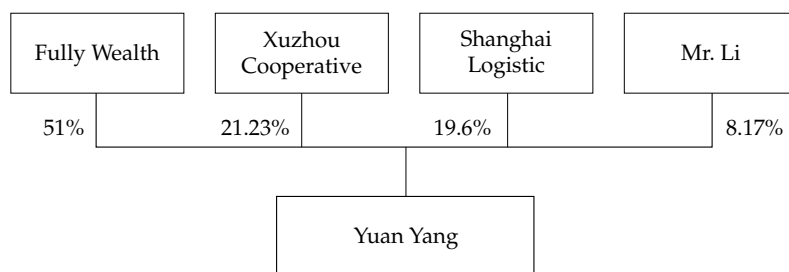 Fully Wealth
Xuzhou
Cooperative
Shanghai
Logistic
Mr. Li
51%
21.23%
19.6%
8.17%
Yuan Yang